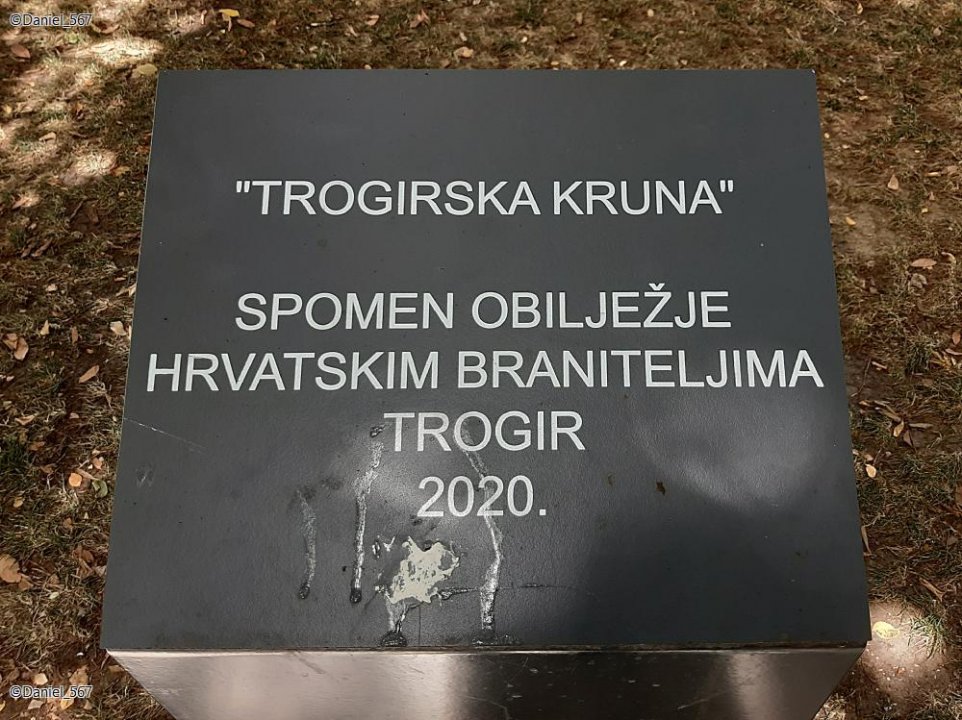 ©Daniel_567
"TROGIRSKA KRUNA"
SPOMEN OBILJEŽJE
HRVATSKIM BRANITELJIMA
TROGIR
2020.
©Daniel_567